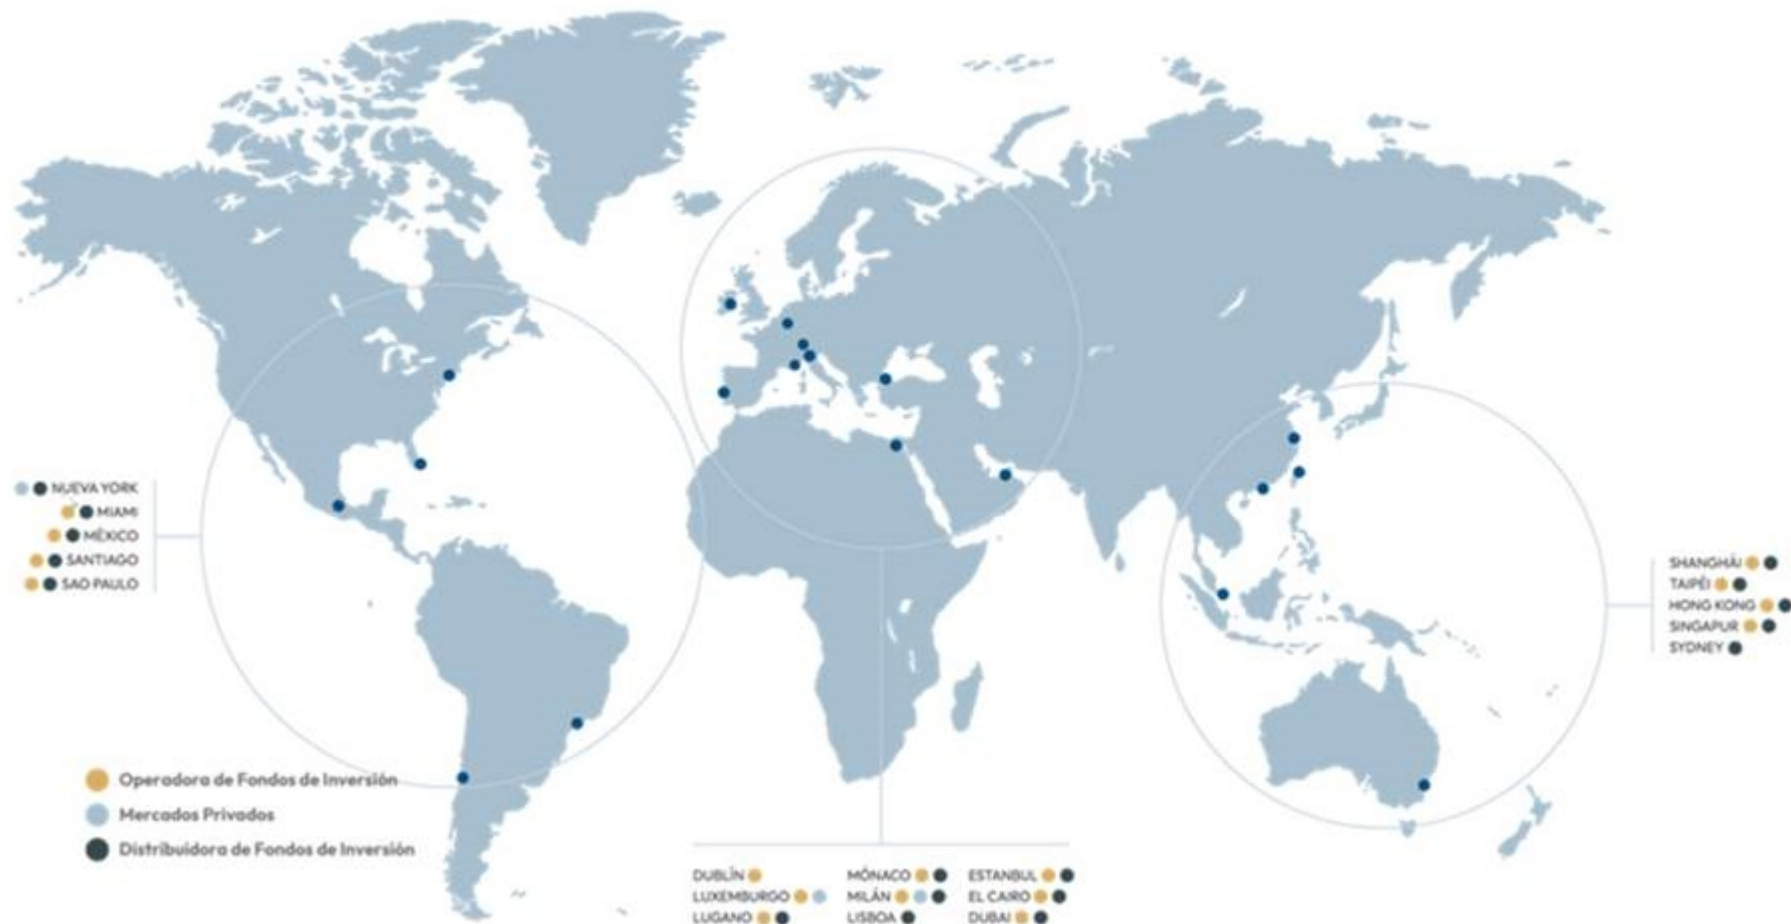 NUEVA YORK
MIAMI
MÉXICO
SANTIAGO
SAO PAULO
SHANGHÁI
TAIPÉI
HONG KONG
SINGAPUR
SYDNEY
Operadora de Fondos de Inversión
Mercados Privados
Distribuidora de Fondos de Inversión
DUBLÍN MÓNACO ESTANBUL
LUXEMBURGO MILÁN EL CAIRO
LUGANO LISBOA DUBAI